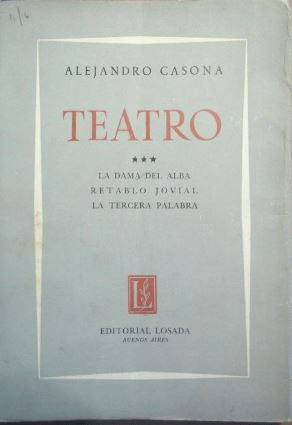 ALEJANDRO CASONA
TEATRO
★★★
LA DAMA DEL ALBA
RETABLO JOVIAL
LA TERCERA PALABRA
L
EDITORIAL LOSADA
BUENOS AIRES